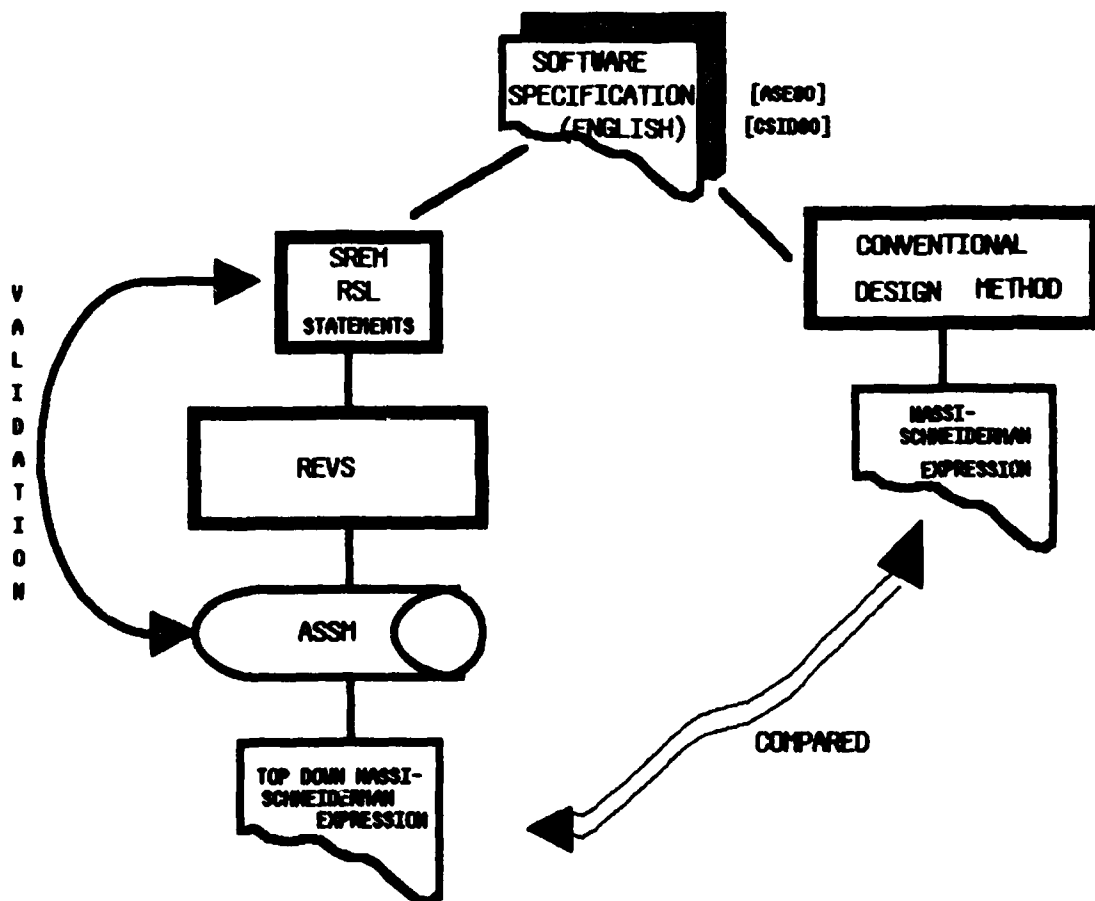 SOFTWARE
SPECIFICATION
(ENGLISH)
[ASE80]
[CSID80]
SREM
RSL
STATEMENTS
CONVENTIONAL
DESIGN METHOD
VALIDATION
REVS
NASSI-
SCHNEIDERMAN
EXPRESSION
ASSM
COMPARED
TOP DOWN NASSI-
SCHNEIDERMAN
EXPRESSION